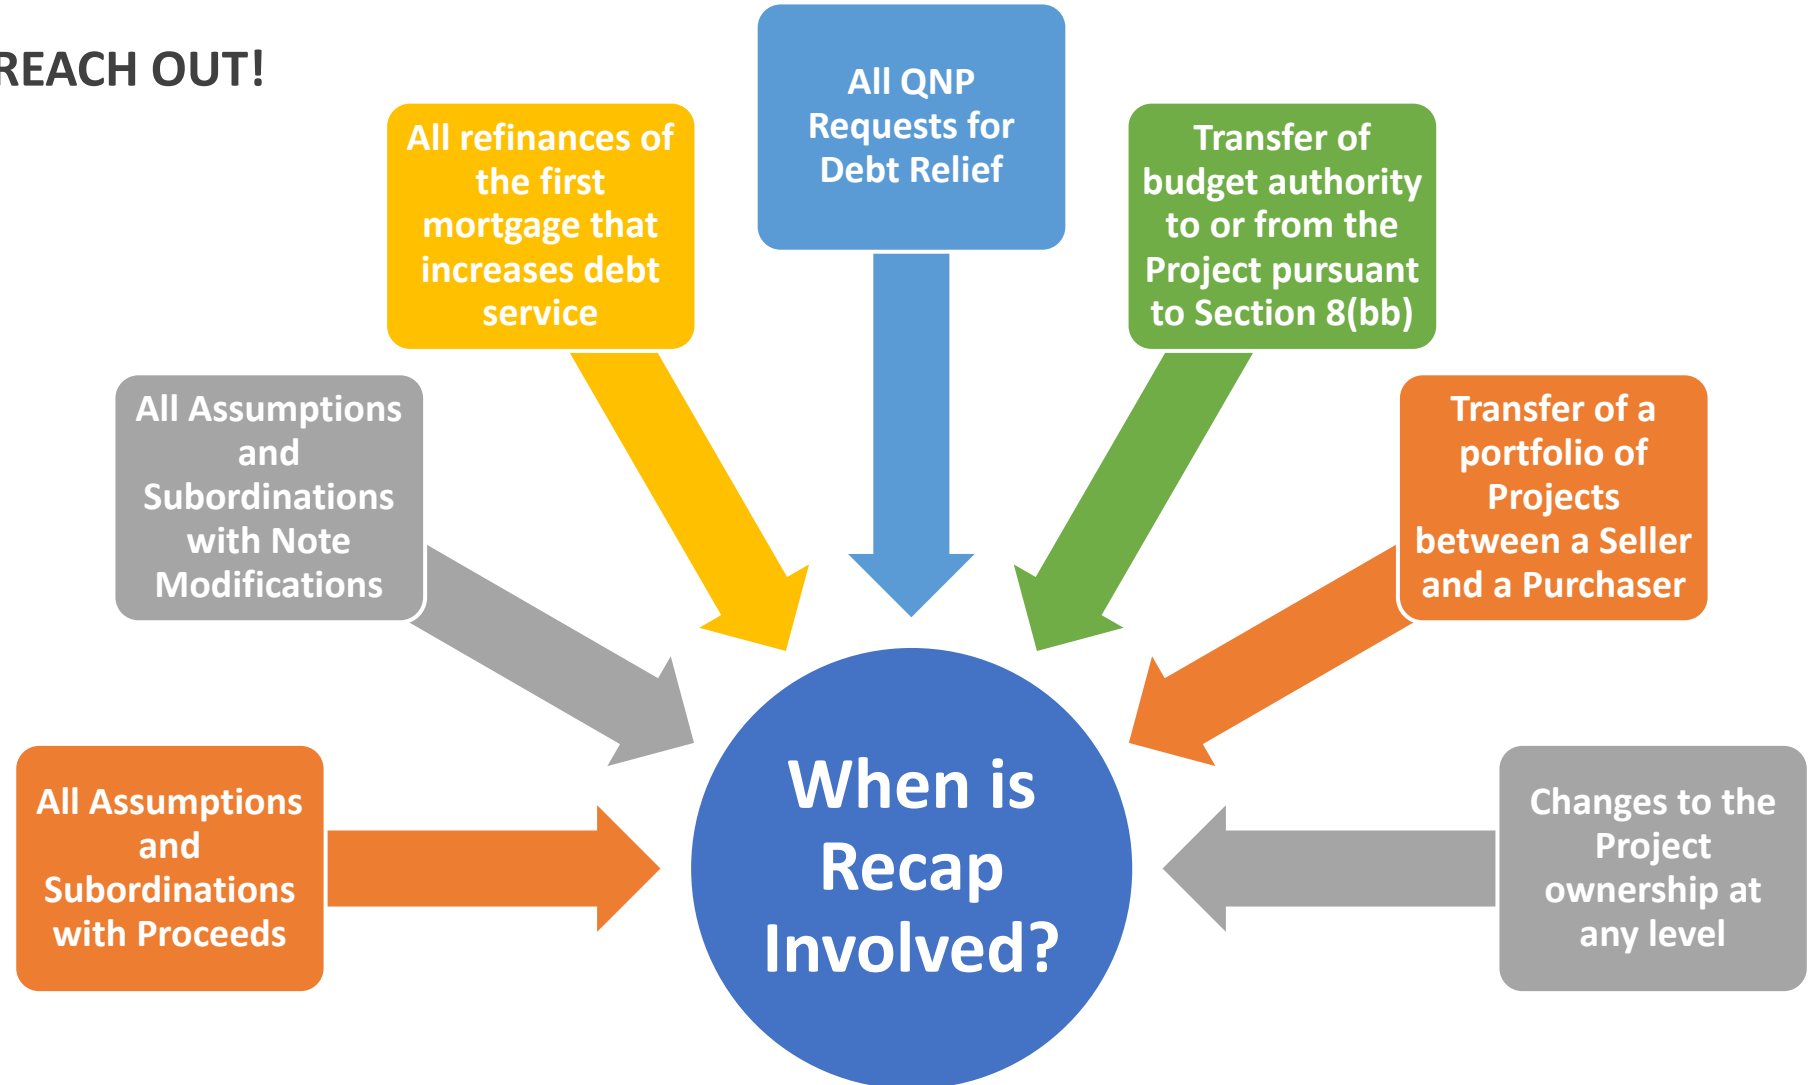 REACH OUT!
All Assumptions
and
Subordinations
with Proceeds
All Assumptions
and
Subordinations
with Note
Modifications
All refinances of
the first
mortgage that
increases debt
service
All QNP
Requests for
Debt Relief
Transfer of
budget authority
to or from the
Project pursuant
to Section 8(bb)
Transfer of a
portfolio of
Projects
between a Seller
and a Purchaser
Changes to the
Project
ownership at
any level
When is
Recap
Involved?